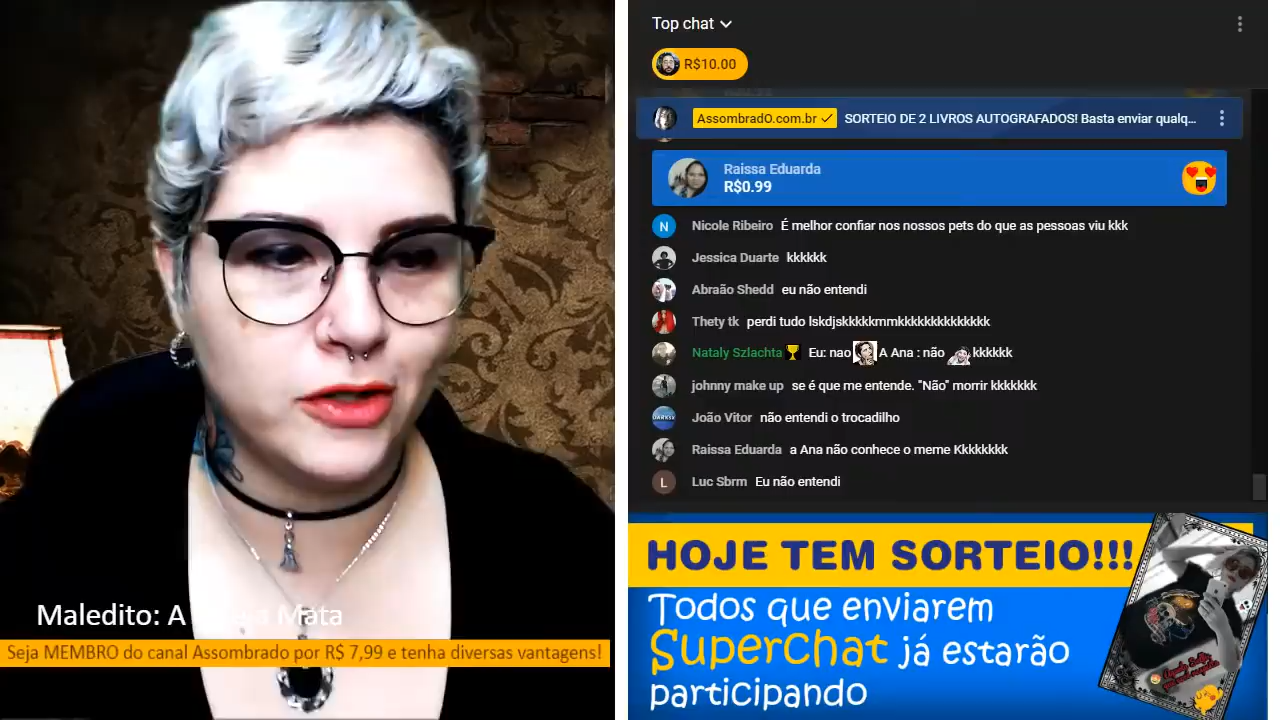 Top chat
R$10.00
AssombradO.com.br SORTEIO DE 2 LIVROS AUTOGRAFADOS! Basta enviar qualq...
Raissa Eduarda
R$0.99
N Nicole Ribeiro É melhor confiar nos nossos pets do que as pessoas viu kkk
Jessica Duarte kkkkkk
Abraão Shedd eu não entendi
Thety tk perdi tudo lskdjskkkkkmmkkkkkkkkkkkkkk
Nataly Szlachta Eu: nao A Ana : não kkkkkk
johnny make up se é que me entende. "Não" morrir kkkkkkk
João Vitor não entendi o trocadilho
Raissa Eduarda a Ana não conhece o meme Kkkkkkkk
L Luc Sbrm Eu não entendi
Maledito: A Mata
Seja MEMBRO do canal Assombrado por R$ 7,99 e tenha diversas vantagens!
HOJE TEM SORTEIO!!!
Todos que enviarem
Superchat já estarão
participando